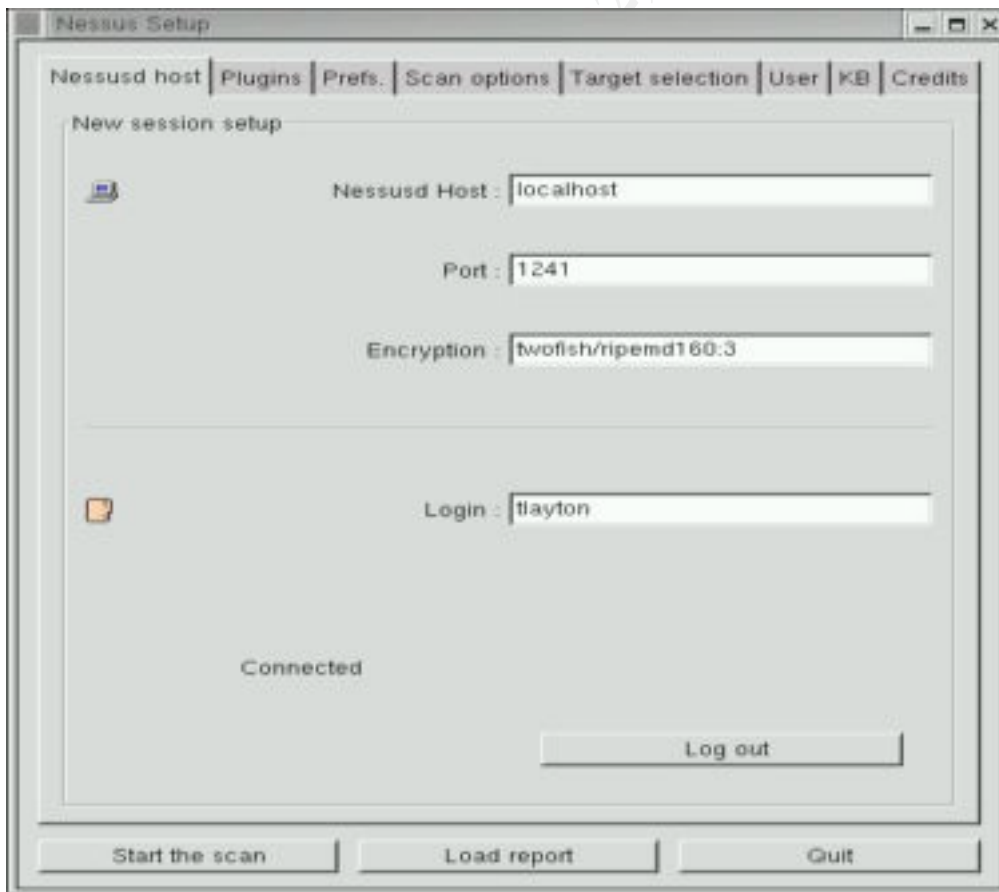 Nessus Setup
Nessusd host Plugins Prefs. Scan options Target selection User KB Credits
New session setup
Nessusd Host : localhost
Port : 1241
Encryption : twofish/ripemd160:3
Login : tlayton
Connected
Log out
Start the scan Load report Quit